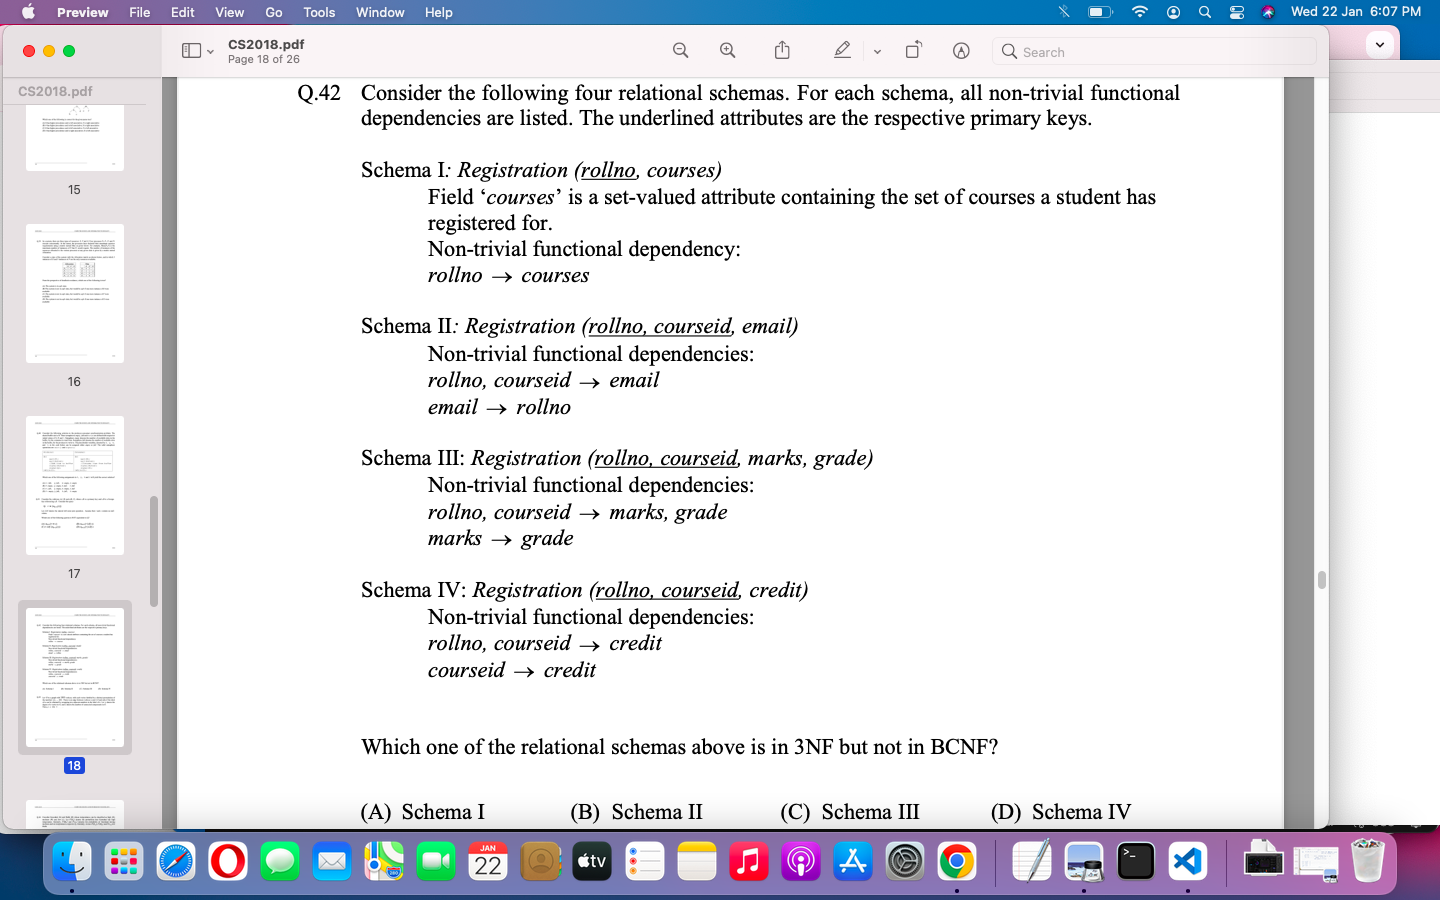 Preview File Edit View Go Tools Window Help Wed 22 Jan 6:07 PM
CS2018.pdf
Page 18 of 26
Search
CS2018.pdf
15
16
17
18
Q.42 Consider the following four relational schemas. For each schema, all non-trivial functional
dependencies are listed. The underlined attributes are the respective primary keys.
Schema I: Registration (rollno, courses)
Field ‘courses’ is a set-valued attribute containing the set of courses a student has
registered for.
Non-trivial functional dependency:
rollno → courses
Schema II: Registration (rollno, courseid, email)
Non-trivial functional dependencies:
rollno, courseid → email
email → rollno
Schema III: Registration (rollno, courseid, marks, grade)
Non-trivial functional dependencies:
rollno, courseid → marks, grade
marks → grade
Schema IV: Registration (rollno, courseid, credit)
Non-trivial functional dependencies:
rollno, courseid → credit
courseid → credit
Which one of the relational schemas above is in 3NF but not in BCNF?
(A) Schema I (B) Schema II (C) Schema III (D) Schema IV
JAN
22
tv